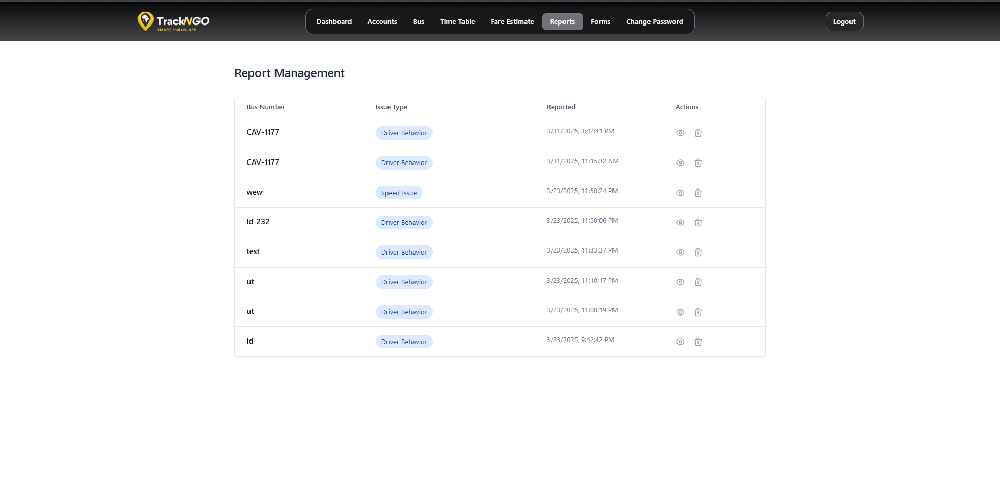 TrackNGO
SMART PUBLIC APP
Dashboard Accounts Bus Time Table Fare Estimate Reports Forms Change Password
Logout
Report Management
Bus Number Issue Type Reported Actions
CAV-1177 Driver Behavior 3/31/2025, 3:42:41 PM
CAV-1177 Driver Behavior 3/31/2025, 11:15:32 AM
wew Speed Issue 3/23/2025, 11:50:24 PM
id-232 Driver Behavior 3/23/2025, 11:50:06 PM
test Driver Behavior 3/23/2025, 11:33:37 PM
ut Driver Behavior 3/23/2025, 11:10:17 PM
ut Driver Behavior 3/23/2025, 11:00:19 PM
id Driver Behavior 3/23/2025, 9:42:42 PM